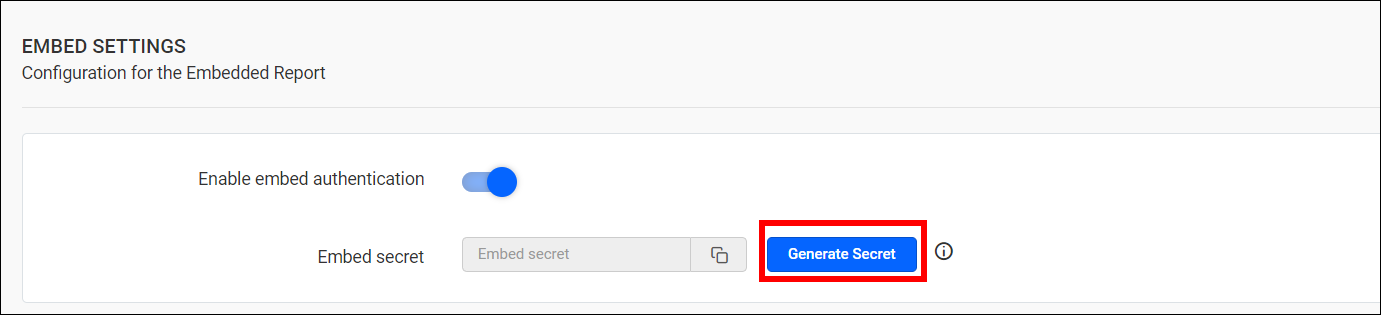 EMBED SETTINGS
Configuration for the Embedded Report
Enable embed authentication
Embed secret
Embed secret
Generate Secret